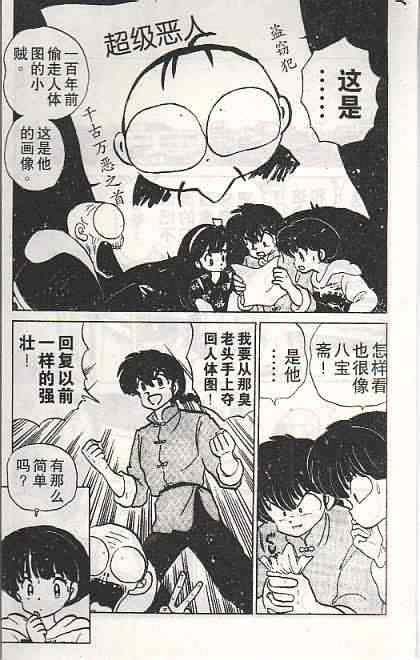 这是
······
盗窃犯
超级恶人
千古万恶之首
一百年前
偷走人体
图的小
贼。
这是他
的画像。
怎样看
也很像
八宝
斋！
······
是他
我要从那臭
老头手上夺
回人体图！
回复以前
一样的强
壮！
有那么
简单
吗？